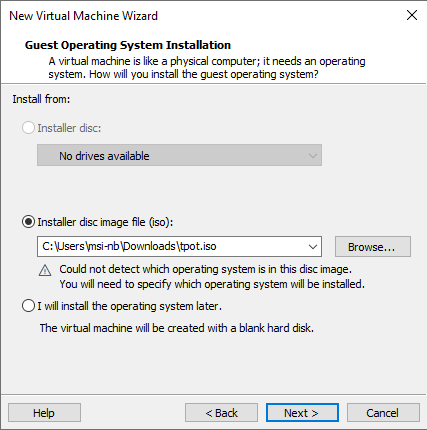 New Virtual Machine Wizard
Guest Operating System Installation
A virtual machine is like a physical computer; it needs an operating
system. How will you install the guest operating system?
Install from:
Installer disc:
No drives available
Installer disc image file (iso):
C:\Users\msi-nb\Downloads\tpot.iso
Browse...
Could not detect which operating system is in this disc image.
You will need to specify which operating system will be installed.
I will install the operating system later.
The virtual machine will be created with a blank hard disk.
Help
< Back
Next >
Cancel